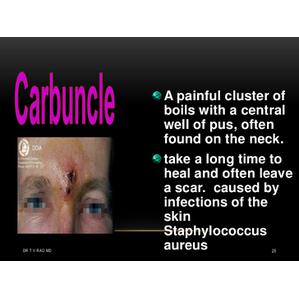 Carbuncle
A painful cluster of
boils with a central
well of pus, often
found on the neck.
take a long time to
heal and often leave
a scar.  caused by
infections of the
skin
Staphylococcus
aureus
DR T V RAO MD